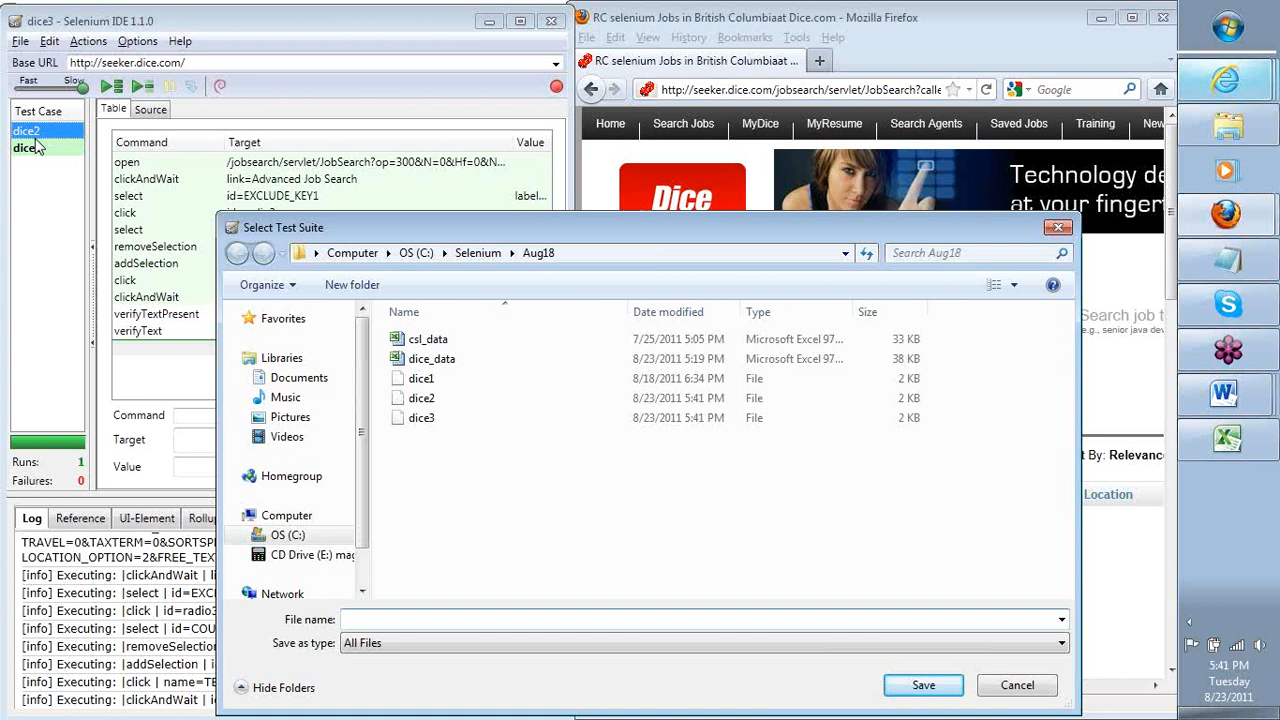 dice3 - Selenium IDE 1.1.0
File Edit Actions Options Help
Base URL http://seeker.dice.com/
Fast Slow
Test Case
dice2
dice
Table Source
Command Target Value
open /jobsearch/servlet/JobSearch?op=300&N=0&Hf=0&N...
clickAndWait link=Advanced Job Search
select id=EXCLUDE_KEY1 label...
click
select
removeSelection
addSelection
click
clickAndWait
verifyTextPresent
verifyText
Command
Target
Value
Runs: 1
Failures: 0
Log Reference UI-Element Rollu
TRAVEL=0&TAXTERM=0&SORTSP
LOCATION_OPTION=2&FREE_TEX
[info] Executing: |clickAndWait | li
[info] Executing: |select | id=EXC
[info] Executing: |click | id=radio3
[info] Executing: |select | id=COU
[info] Executing: |removeSelection
[info] Executing: |addSelection | i
[info] Executing: |click | name=TE
[info] Executing: |clickAndWait | i
RC selenium Jobs in British Columbiaat Dice.com - Mozilla Firefox
File Edit View History Bookmarks Tools Help
RC selenium Jobs in British Columbiaat ...
http://seeker.dice.com/jobsearch/servlet/JobSearch?calle
Google
Home Search Jobs MyDice MyResume Search Agents Saved Jobs Training New
Dice
Technology de
at your finger
Search job t
e.g., senior java dev
t By: Relevanc
Location
Select Test Suite
Computer OS (C:) Selenium Aug18
Search Aug18
Organize New folder
Favorites
Libraries
Documents
Music
Pictures
Videos
Homegroup
Computer
OS (C:)
CD Drive (E:) mag
Network
Name Date modified Type Size
csl_data 7/25/2011 5:05 PM Microsoft Excel 97... 33 KB
dice_data 8/23/2011 5:19 PM Microsoft Excel 97... 38 KB
dice1 8/18/2011 6:34 PM File 2 KB
dice2 8/23/2011 5:41 PM File 2 KB
dice3 8/23/2011 5:41 PM File 2 KB
File name:
Save as type: All Files
Hide Folders
Save Cancel
5:41 PM
Tuesday
8/23/2011